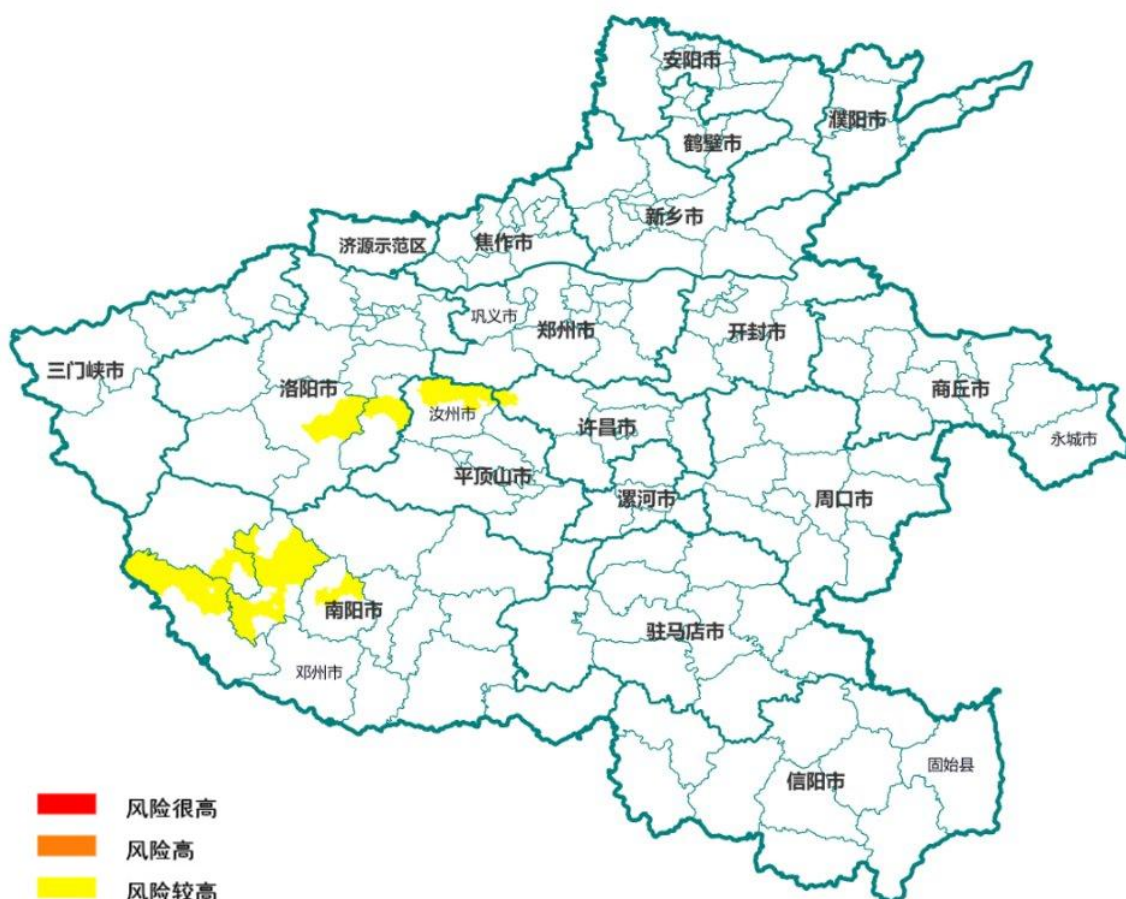 安阳市
濮阳市
鹤壁市
新乡市
济源示范区
焦作市
巩义市
郑州市
开封市
三门峡市
洛阳市
商丘市
汝州市
许昌市
永城市
平顶山市
漯河市
周口市
南阳市
驻马店市
邓州市
固始县
信阳市
风险很高
风险高
风险较高